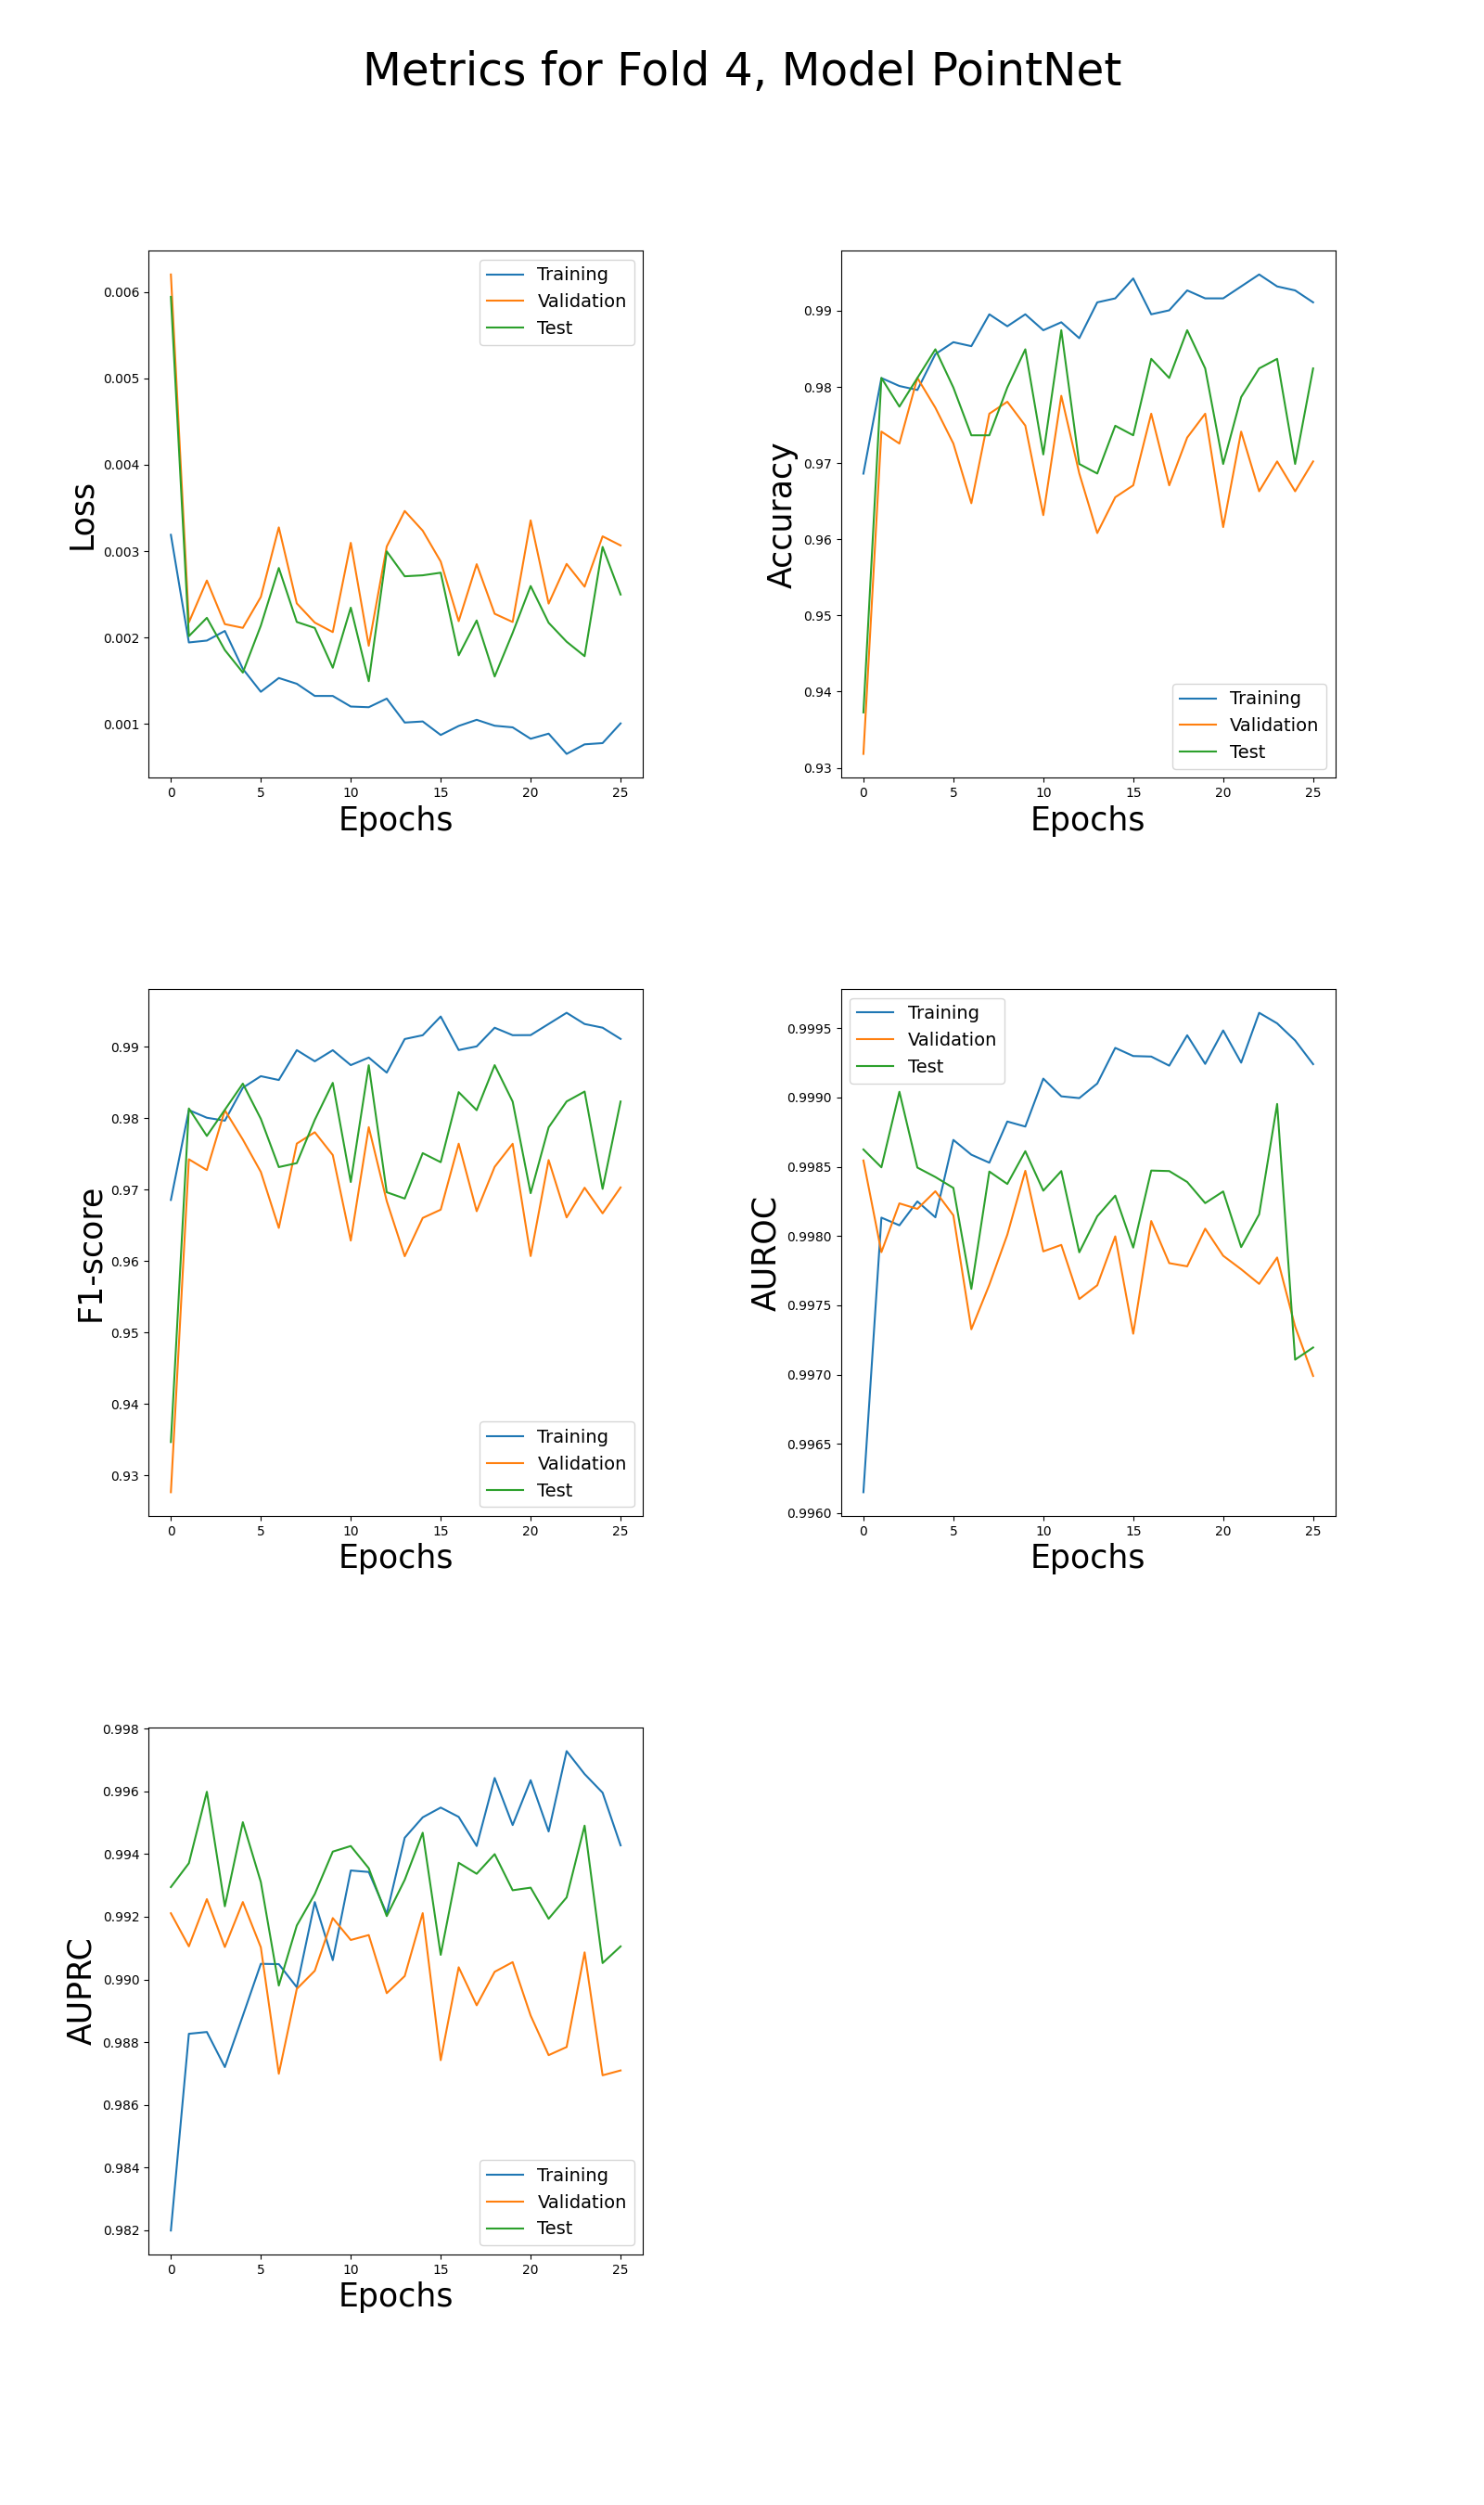 Metrics for Fold 4, Model PointNet
Loss
0.006
0.005
0.004
0.003
0.002
0.001
Training
Validation
Test
0 5 10 15 20 25
Epochs
Accuracy
0.99
0.98
0.97
0.96
0.95
0.94
0.93
Training
Validation
Test
0 5 10 15 20 25
Epochs
F1-score
0.99
0.98
0.97
0.96
0.95
0.94
0.93
Training
Validation
Test
0 5 10 15 20 25
Epochs
AUROC
0.9995
0.9990
0.9985
0.9980
0.9975
0.9970
0.9965
0.9960
Training
Validation
Test
0 5 10 15 20 25
Epochs
AUPRC
0.998
0.996
0.994
0.992
0.990
0.988
0.986
0.984
0.982
Training
Validation
Test
0 5 10 15 20 25
Epochs